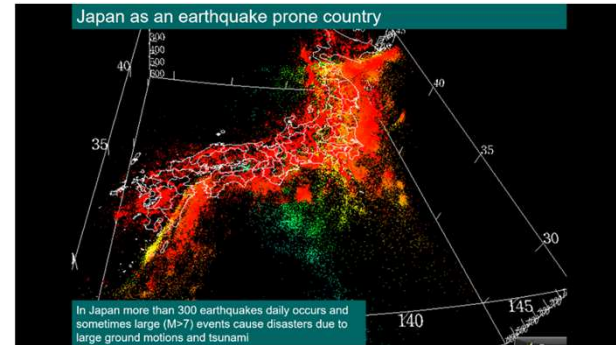 Japan as an earthquake prone country
300
400
500
600
40
40
35
35
30
145
140
In Japan more than 300 earthquakes daily occurs and
sometimes large (M>7) events cause disasters due to
large ground motions and tsunami